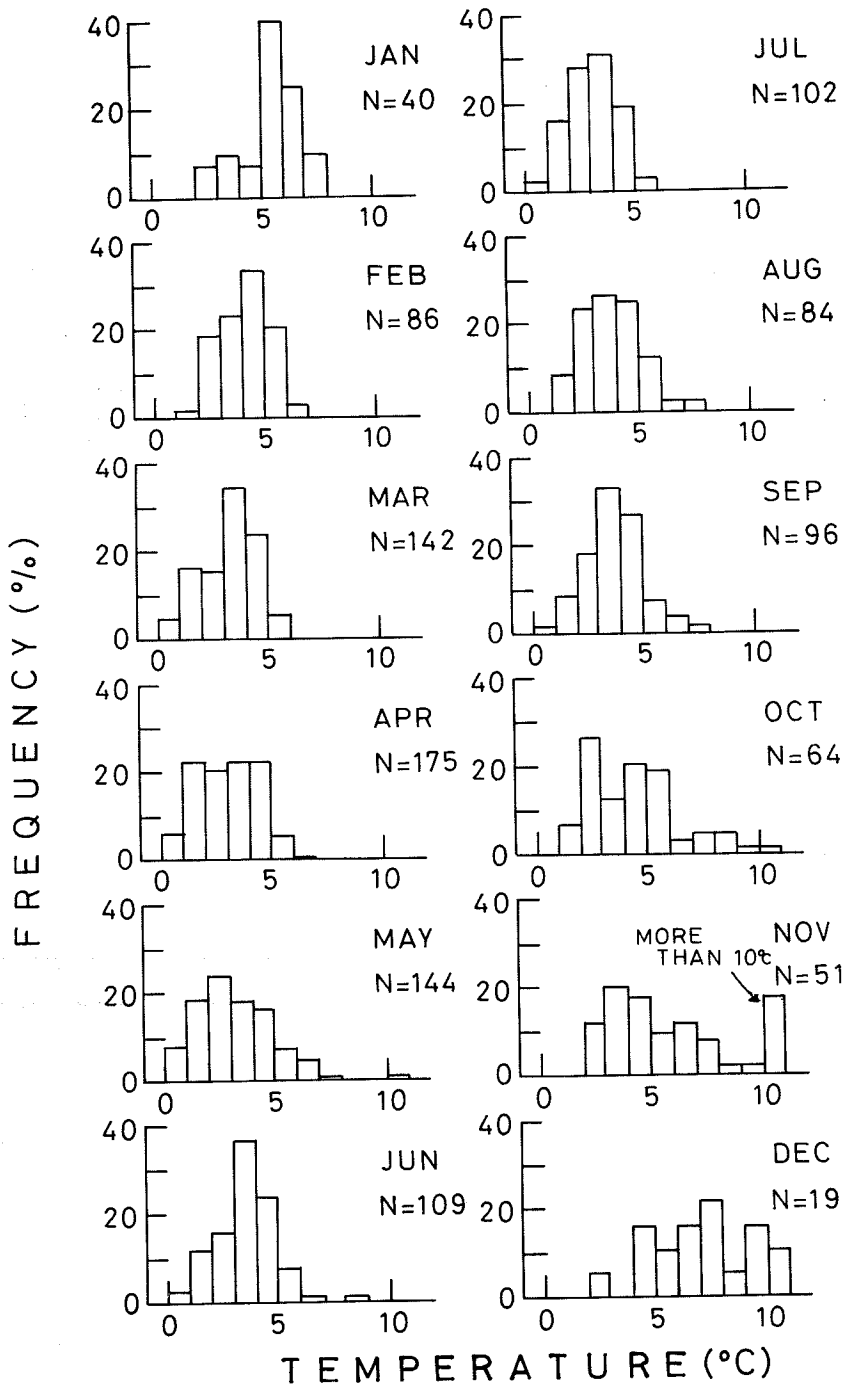 FREQUENCY (%)
40
20
0
0 5 10
JAN
N=40
40
20
0
0 5 10
JUL
N=102
40
20
0
0 5 10
FEB
N=86
40
20
0
0 5 10
AUG
N=84
40
20
0
0 5 10
MAR
N=142
40
20
0
0 5 10
SEP
N=96
40
20
0
0 5 10
APR
N=175
40
20
0
0 5 10
OCT
N=64
40
20
0
0 5 10
MAY
N=144
40
20
0
0 5 10
MORE
THAN 10℃
NOV
N=51
40
20
0
0 5 10
JUN
N=109
40
20
0
0 5 10
DEC
N=19
TEMPERATURE (°C)